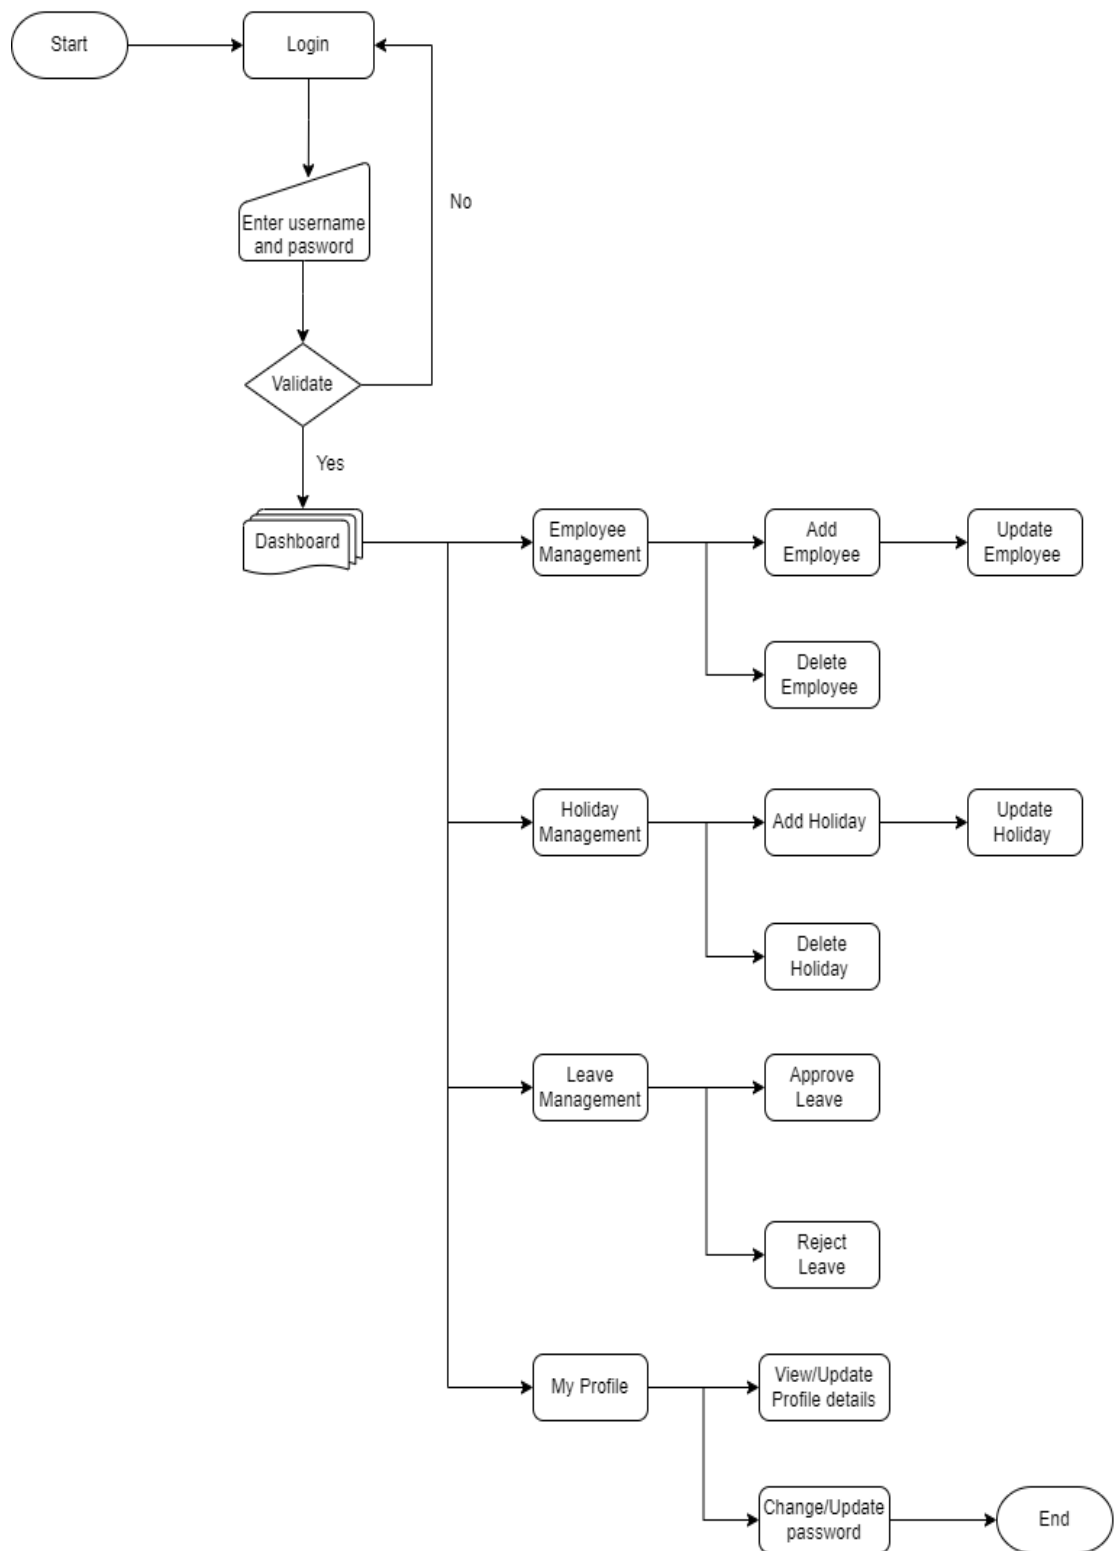 Start
Login
No
Enter username
and pasword
Validate
Yes
Dashboard
Employee
Management
Add
Employee
Update
Employee
Delete
Employee
Holiday
Management
Add Holiday
Update
Holiday
Delete
Holiday
Leave
Management
Approve
Leave
Reject
Leave
My Profile
View/Update
Profile details
Change/Update
password
End